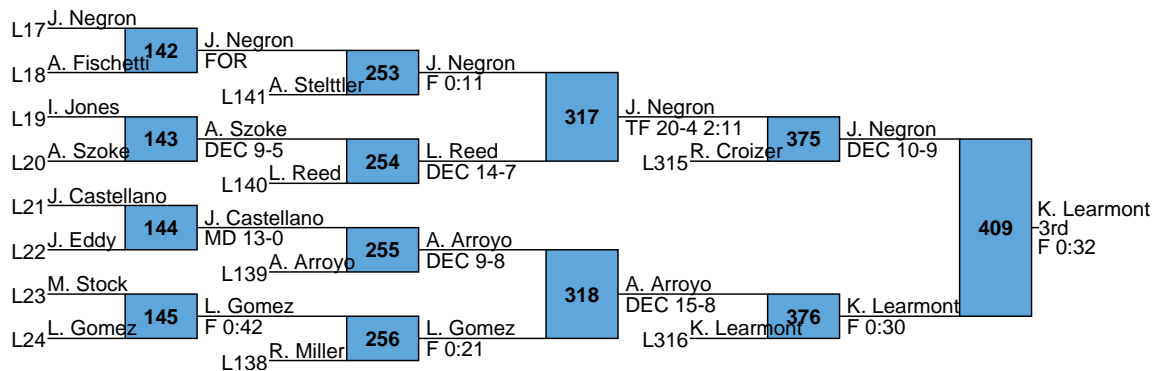 L17 J. Negron
142
L18 A. Fischetti
J. Negron
FOR
253
L141 A. Stelttler
J. Negron
F 0:11
L19 I. Jones
143
L20 A. Szoke
A. Szoke
DEC 9-5
254
L140 L. Reed
L. Reed
DEC 14-7
317
J. Negron
TF 20-4 2:11
375
L315 R. Croizer
J. Negron
DEC 10-9
L21 J. Castellano
144
L22 J. Eddy
J. Castellano
MD 13-0
255
L139 A. Arroyo
A. Arroyo
DEC 9-8
L23 M. Stock
145
L24 L. Gomez
L. Gomez
F 0:42
256
L138 R. Miller
L. Gomez
F 0:21
318
A. Arroyo
DEC 15-8
376
L316 K. Learmont
K. Learmont
F 0:30
409
K. Learmont
3rd
F 0:32